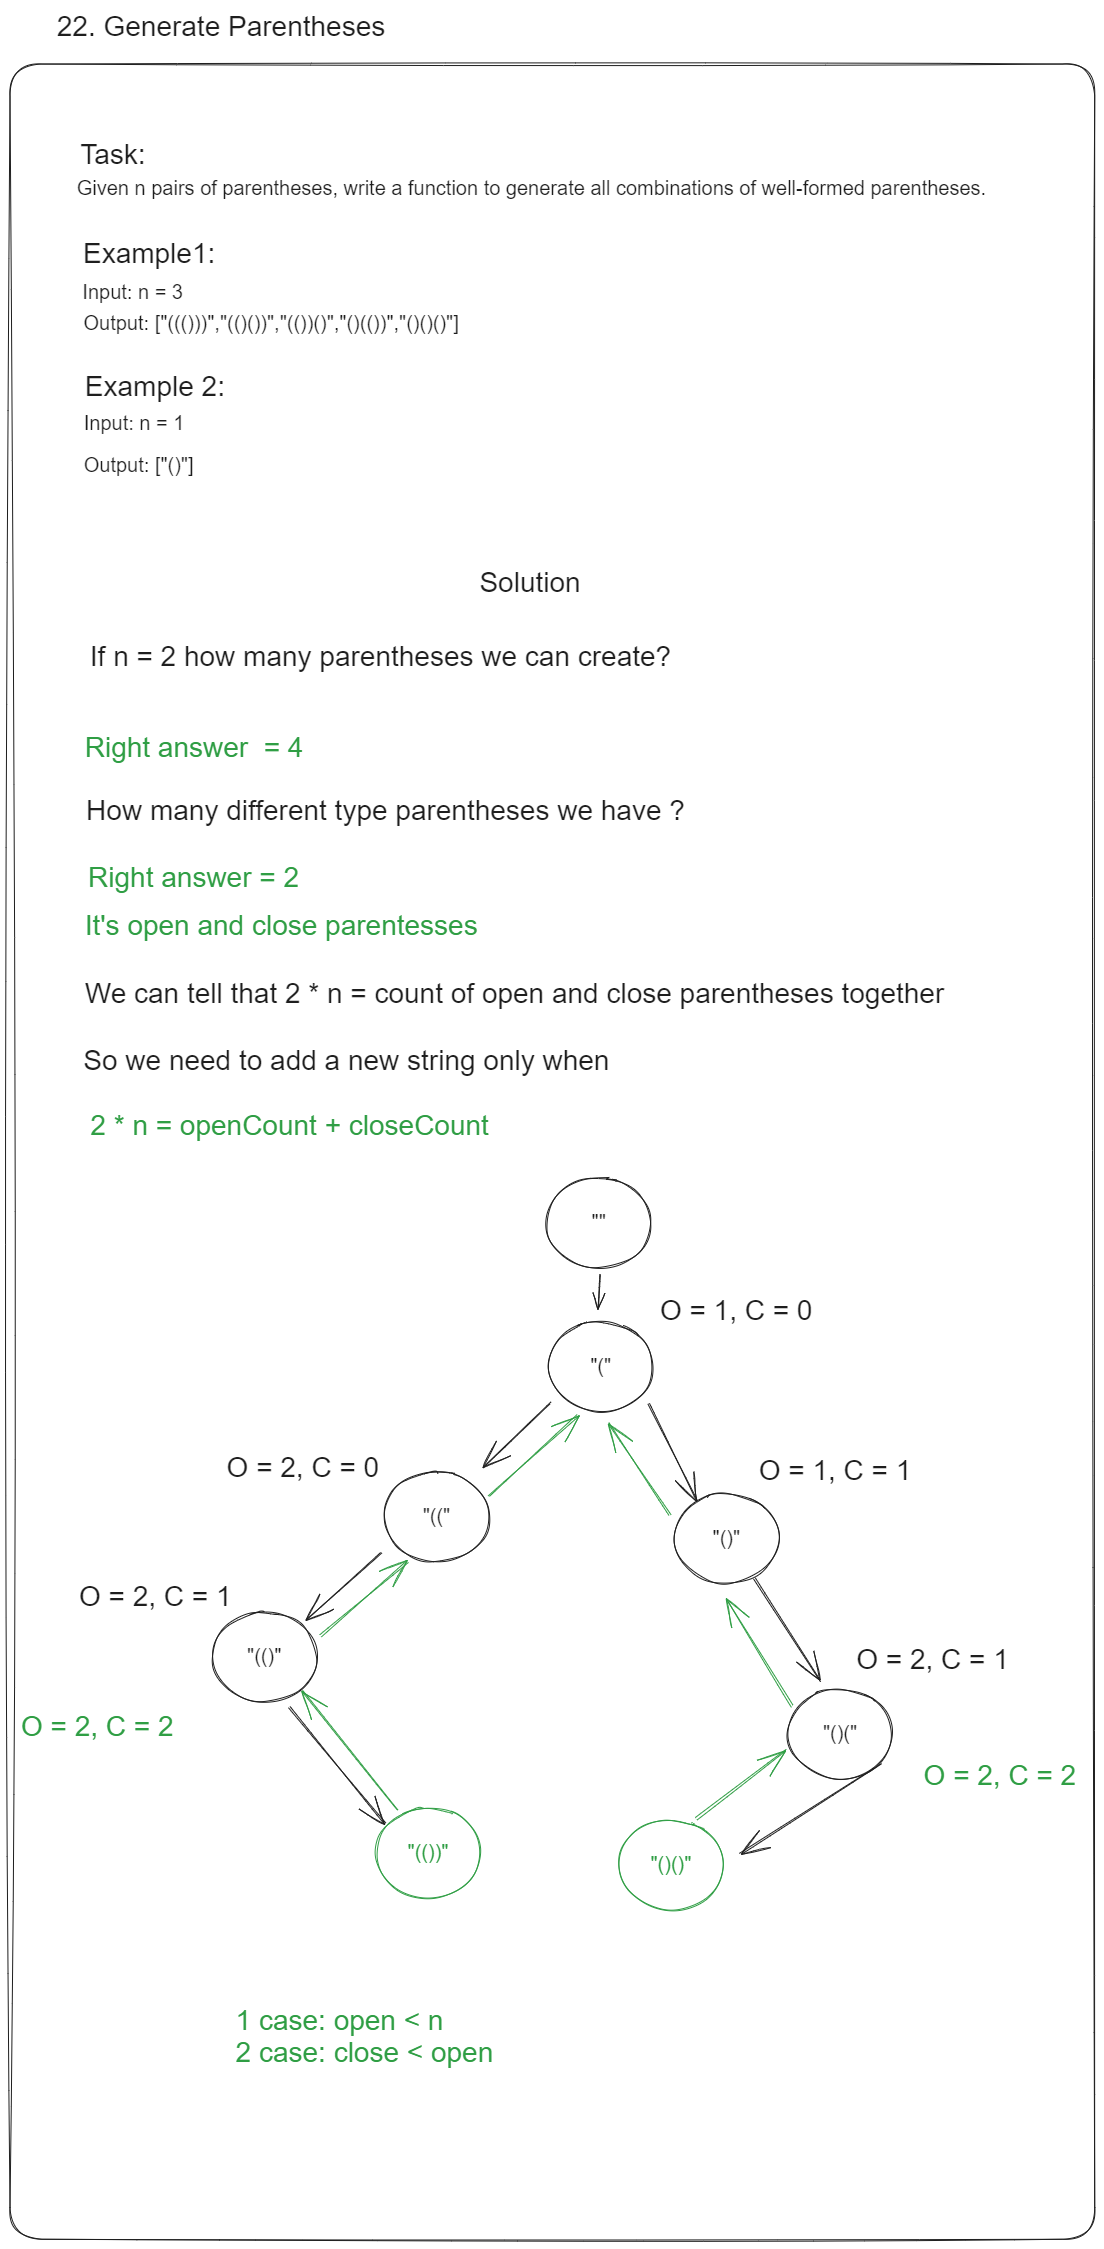 22. Generate Parentheses
Task:
Given n pairs of parentheses, write a function to generate all combinations of well-formed parentheses.
Example1:
Input: n = 3
Output: ["((()))","(()())","(())()","()(())","()()()"]
Example 2:
Input: n = 1
Output: ["()"]
Solution
If n = 2 how many parentheses we can create?
Right answer  = 4
How many different type parentheses we have ?
Right answer = 2
It's open and close parentesses
We can tell that 2 * n = count of open and close parentheses together
So we need to add a new string only when
2 * n = openCount + closeCount
""
O = 1, C = 0
"("
O = 2, C = 0
O = 1, C = 1
"(("
"()"
O = 2, C = 1
"(()"
O = 2, C = 1
O = 2, C = 2
"()("
O = 2, C = 2
"(())"
"()()"
1 case: open < n
2 case: close < open